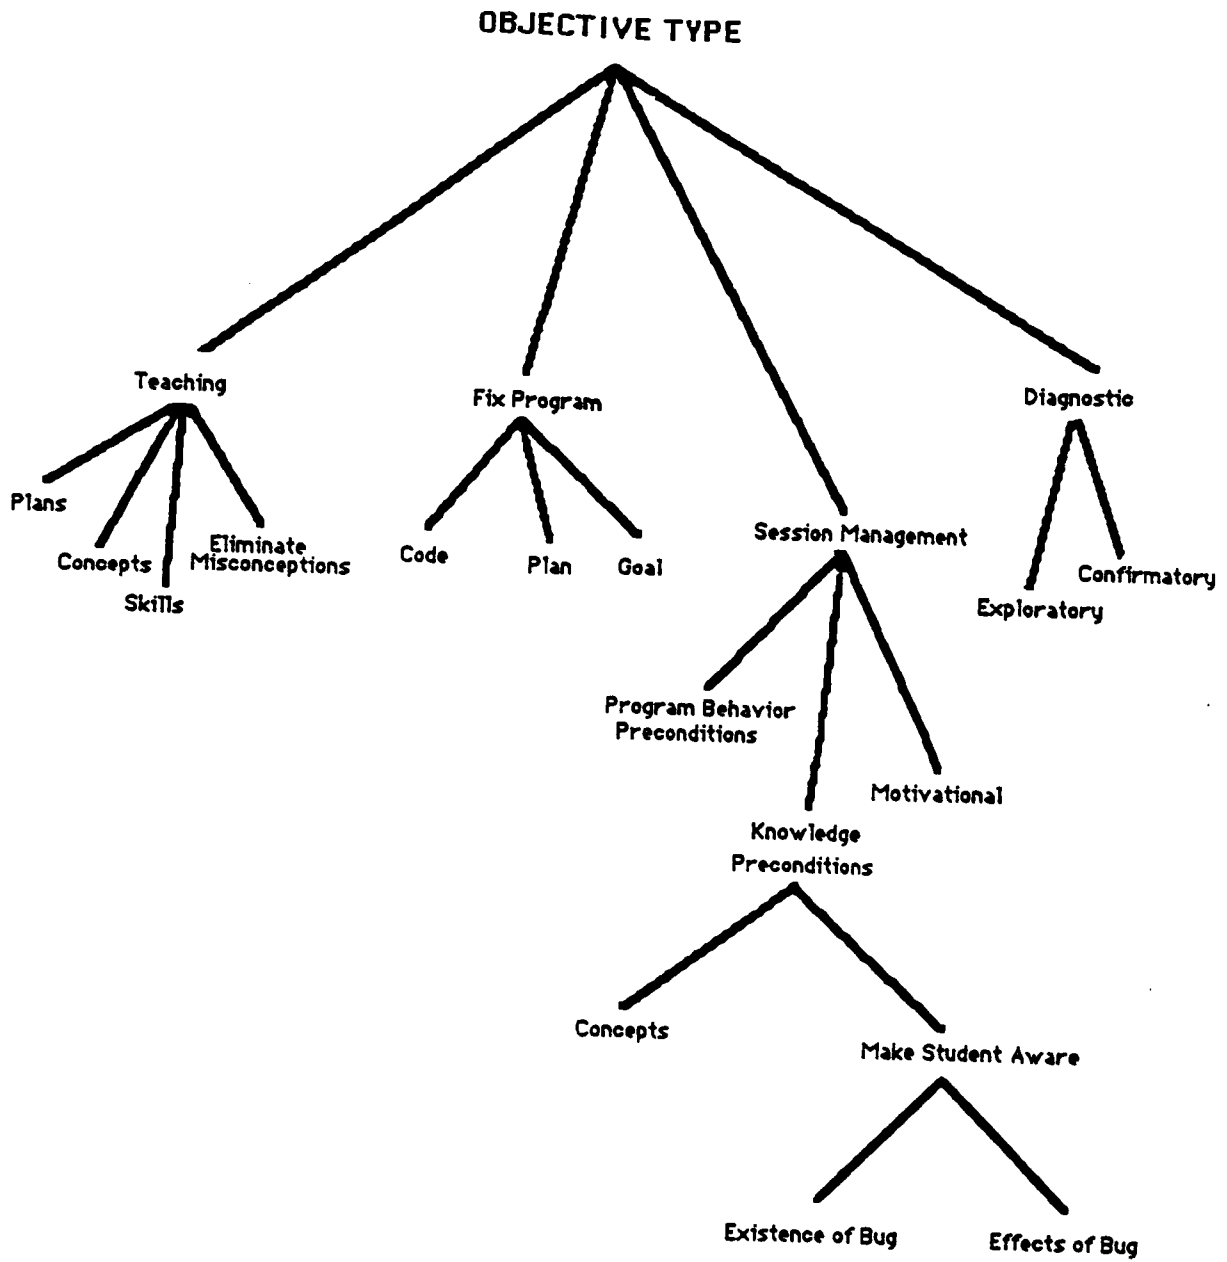 OBJECTIVE TYPE
Teaching
Fix Program
Diagnostic
Plans
Concepts
Skills
Eliminate
Misconceptions
Code
Plan
Goal
Session Management
Exploratory
Confirmatory
Program Behavior
Preconditions
Knowledge
Preconditions
Motivational
Concepts
Make Student Aware
Existence of Bug
Effects of Bug